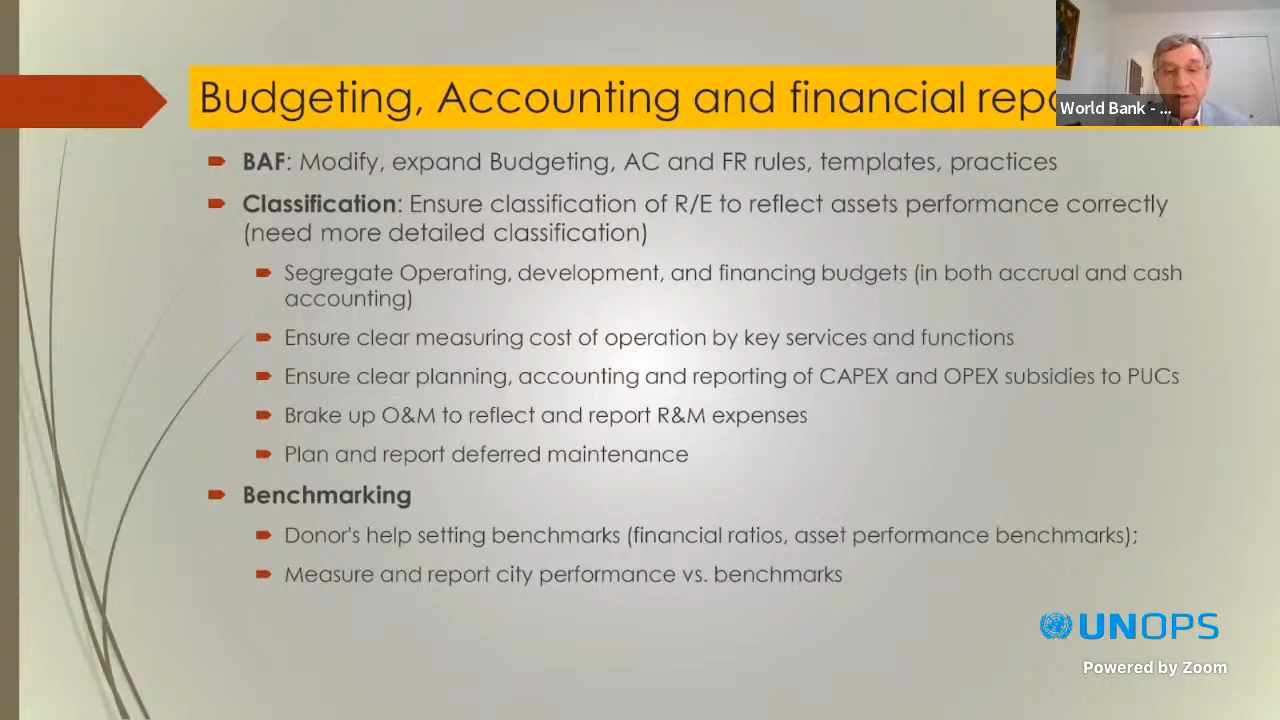 Budgeting, Accounting and financial repo
World Bank - ...
BAF: Modify, expand Budgeting, AC and FR rules, templates, practices
Classification: Ensure classification of R/E to reflect assets performance correctly
(need more detailed classification)
Segregate Operating, development, and financing budgets (in both accrual and cash
accounting)
Ensure clear measuring cost of operation by key services and functions
Ensure clear planning, accounting and reporting of CAPEX and OPEX subsidies to PUCs
Brake up O&M to reflect and report R&M expenses
Plan and report deferred maintenance
Benchmarking
Donor's help setting benchmarks (financial ratios, asset performance benchmarks);
Measure and report city performance vs. benchmarks
UNOPS
Powered by Zoom